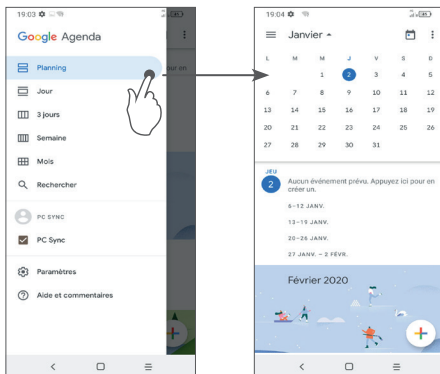 19:03
Google Agenda
Planning
Jour
3 jours
Semaine
Mois
Rechercher
PC SYNC
PC Sync
Paramètres
Aide et commentaires
our en
19:04
Janvier
L M M J V S D
1 2 3 4 5
6 7 8 9 10 11 12
13 14 15 16 17 18 19
20 21 22 23 24 25 26
27 28 29 30 31
JEU
2
Aucun événement prévu. Appuyez ici pour en
créer un.
6–12 JANV.
13–19 JANV.
20–26 JANV.
27 JANV. – 2 FÉVR.
Février 2020